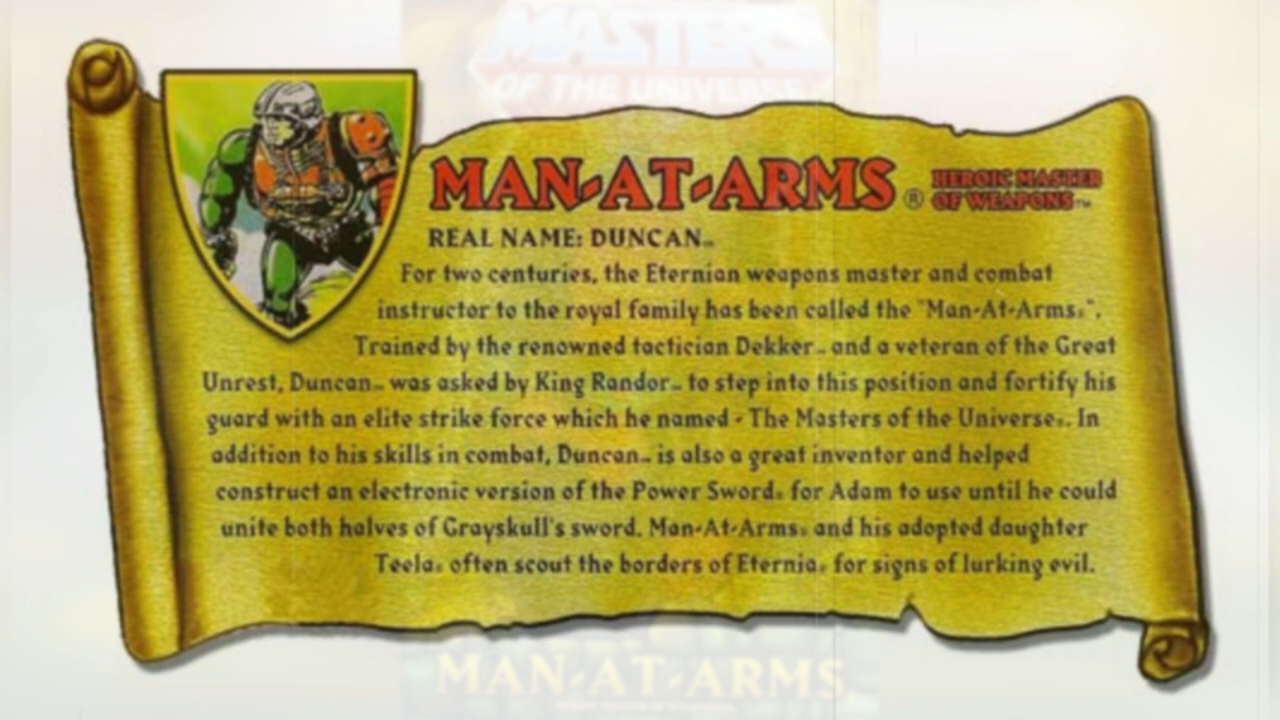 MASTERS
OF THE UNIVERSE
MAN-AT-ARMS® HEROIC MASTER
OF WEAPONS™
REAL NAME: DUNCAN™
For two centuries, the Eternian weapons master and combat
instructor to the royal family has been called the "Man-At-Arms®".
Trained by the renowned tactician Dekker™ and a veteran of the Great
Unrest, Duncan™ was asked by King Randor™ to step into this position and fortify his
guard with an elite strike force which he named - The Masters of the Universe®. In
addition to his skills in combat, Duncan™ is also a great inventor and helped
construct an electronic version of the Power Sword® for Adam to use until he could
unite both halves of Grayskull's sword. Man-At-Arms® and his adopted daughter
Teela® often scout the borders of Eternia® for signs of lurking evil.
MAN-AT-ARMS